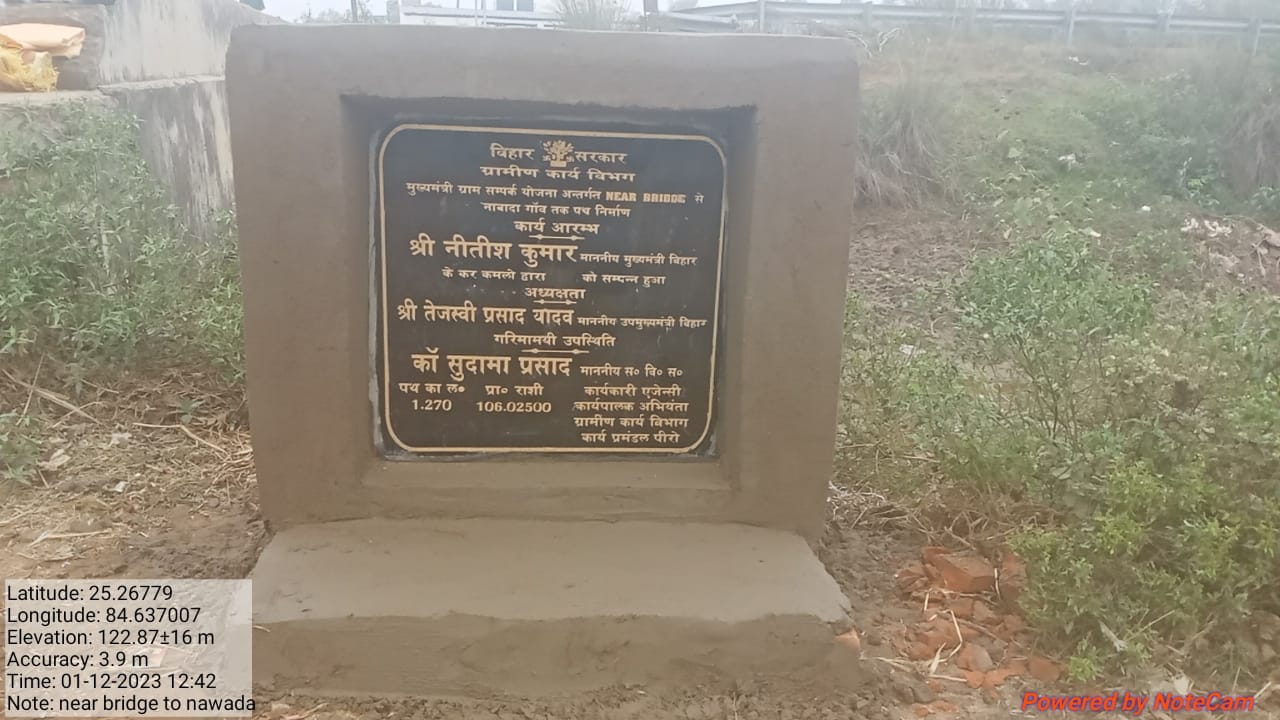 बिहार सरकार
ग्रामीण कार्य विभग
मुख्यमंत्री ग्राम सम्पर्क योजना अन्तर्गत NEAR BRIDGE से
नाबादा गॉव तक पथ निर्माण
कार्य आरम्भ
श्री नीतीश कुमार माननीय मुख्यमंत्री बिहार
के कर कमलो द्वारा को सम्पन्न हुआ
अध्यक्षता
श्री तेजस्वी प्रसाद यादव माननीय उपमुख्यमंत्री बिहार
गरिमामयी उपस्थिति
कॉ सुदामा प्रसाद माननीय स० वि० स०
पथ का ल० प्रा० राशी कार्यकारी एजेन्सी
1.270 106.02500 कार्यपालक अभियंता
ग्रामीण कार्य विभाग
कार्य प्रमंडल पीरो
Latitude: 25.26779
Longitude: 84.637007
Elevation: 122.87±16 m
Accuracy: 3.9 m
Time: 01-12-2023 12:42
Note: near bridge to nawada
Powered by NoteCam